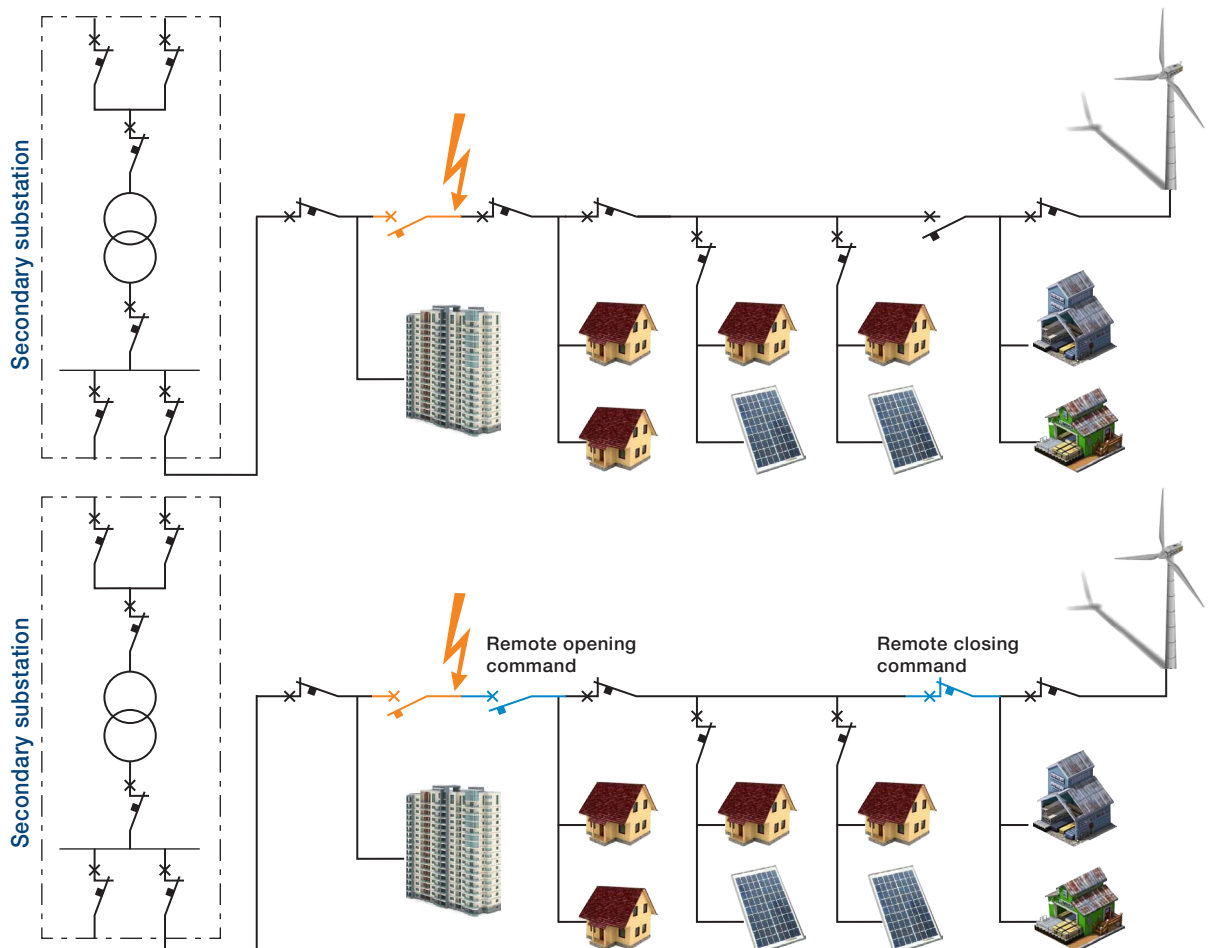 Secondary substation
Secondary substation
Remote opening
command
Remote closing
command